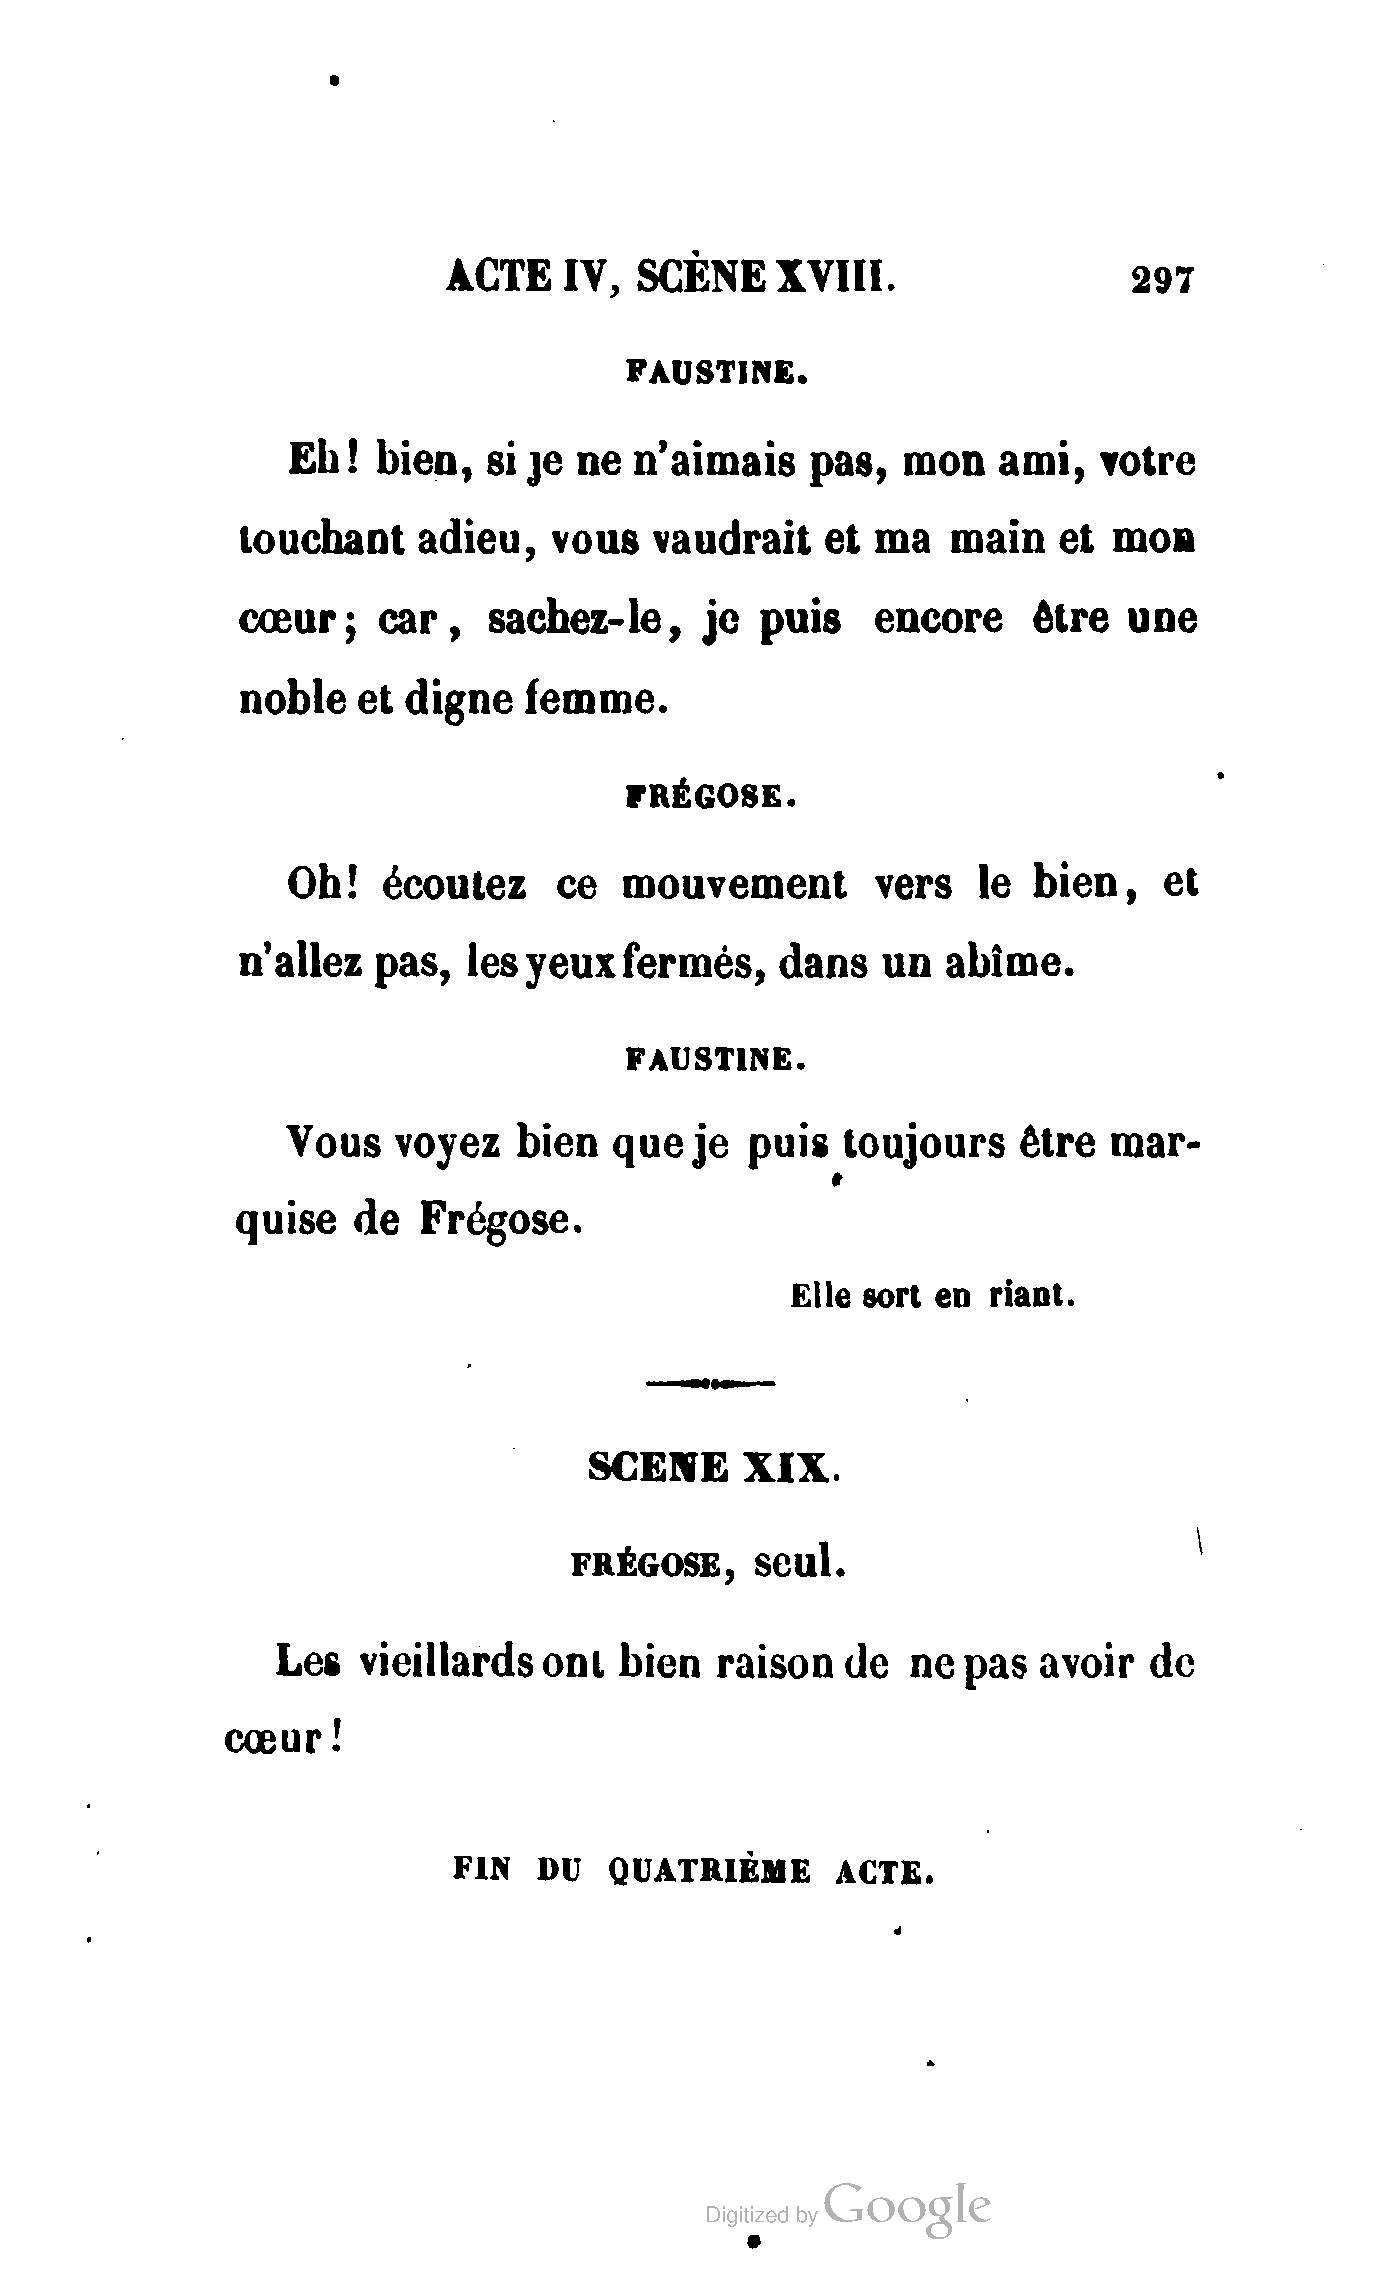 ACTE IV, SCÈNE XVIII. 297
FAUSTINE.
Eh! bien, si je ne n'aimais pas, mon ami, votre
touchant adieu, vous vaudrait et ma main et mon
cœur; car, sachez-le, je puis encore être une
noble et digne femme.
FRÉGOSE.
Oh! écoutez ce mouvement vers le bien, et
n'allez pas, les yeux fermés, dans un abîme.
FAUSTINE.
Vous voyez bien que je puis toujours être mar-
quise de Frégose.
Elle sort en riant.
SCENE XIX.
FRÉGOSE, seul.
Les vieillards ont bien raison de ne pas avoir de
cœur!
FIN DU QUATRIÈME ACTE.
Digitized by Google